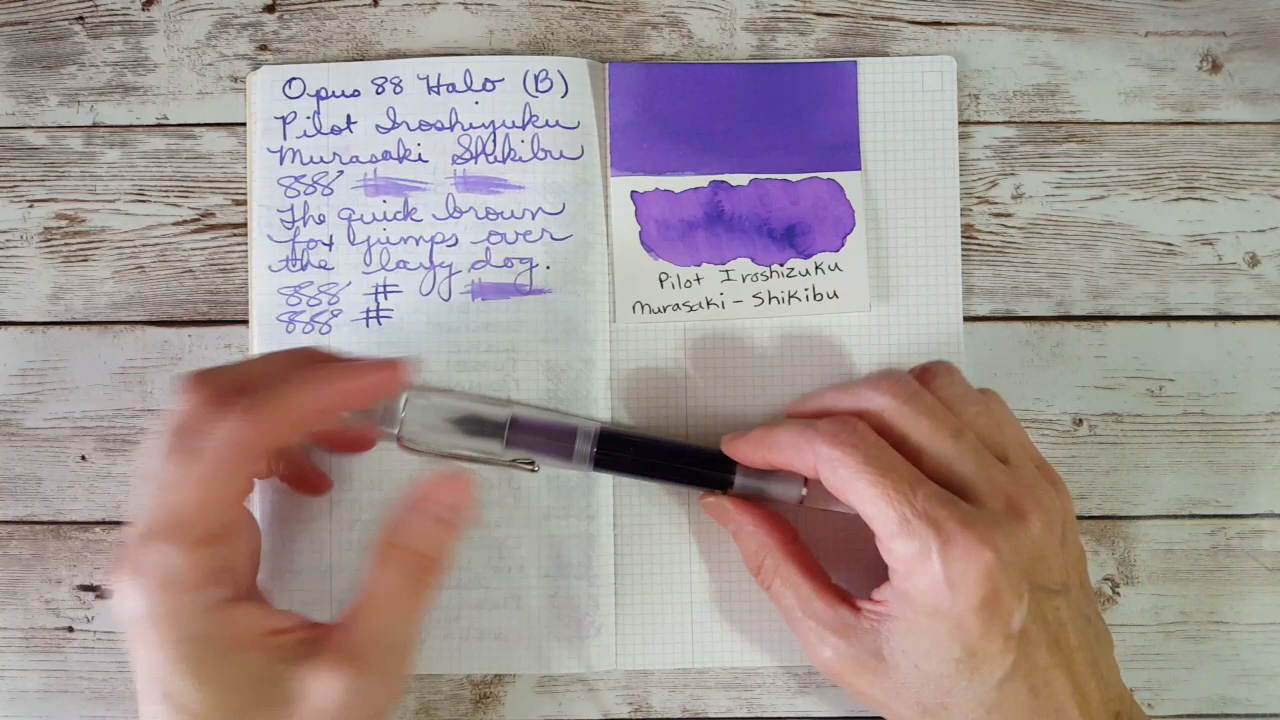 Opus 88 Halo (B)
Pilot Iroshizuku
Murasaki Shikibu
888 # #
The quick brown
fox jumps over
the lazy dog.
888 # #
888 #
Pilot Iroshizuku
Murasaki - Shikibu